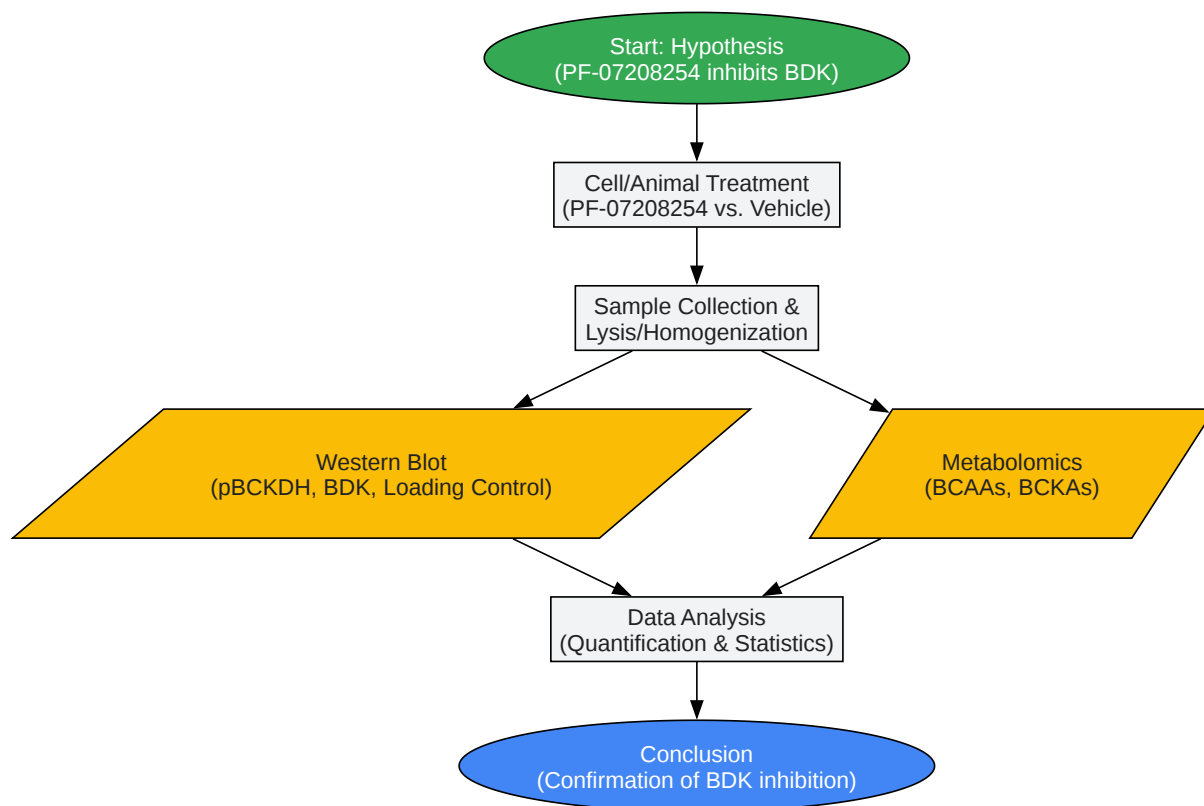 Start: Hypothesis
(PF-07208254 inhibits BDK)
Cell/Animal Treatment
(PF-07208254 vs. Vehicle)
Sample Collection &
Lysis/Homogenization
Western Blot
(pBCKDH, BDK, Loading Control)
Metabolomics
(BCAAs, BCKAs)
Data Analysis
(Quantification & Statistics)
Conclusion
(Confirmation of BDK inhibition)